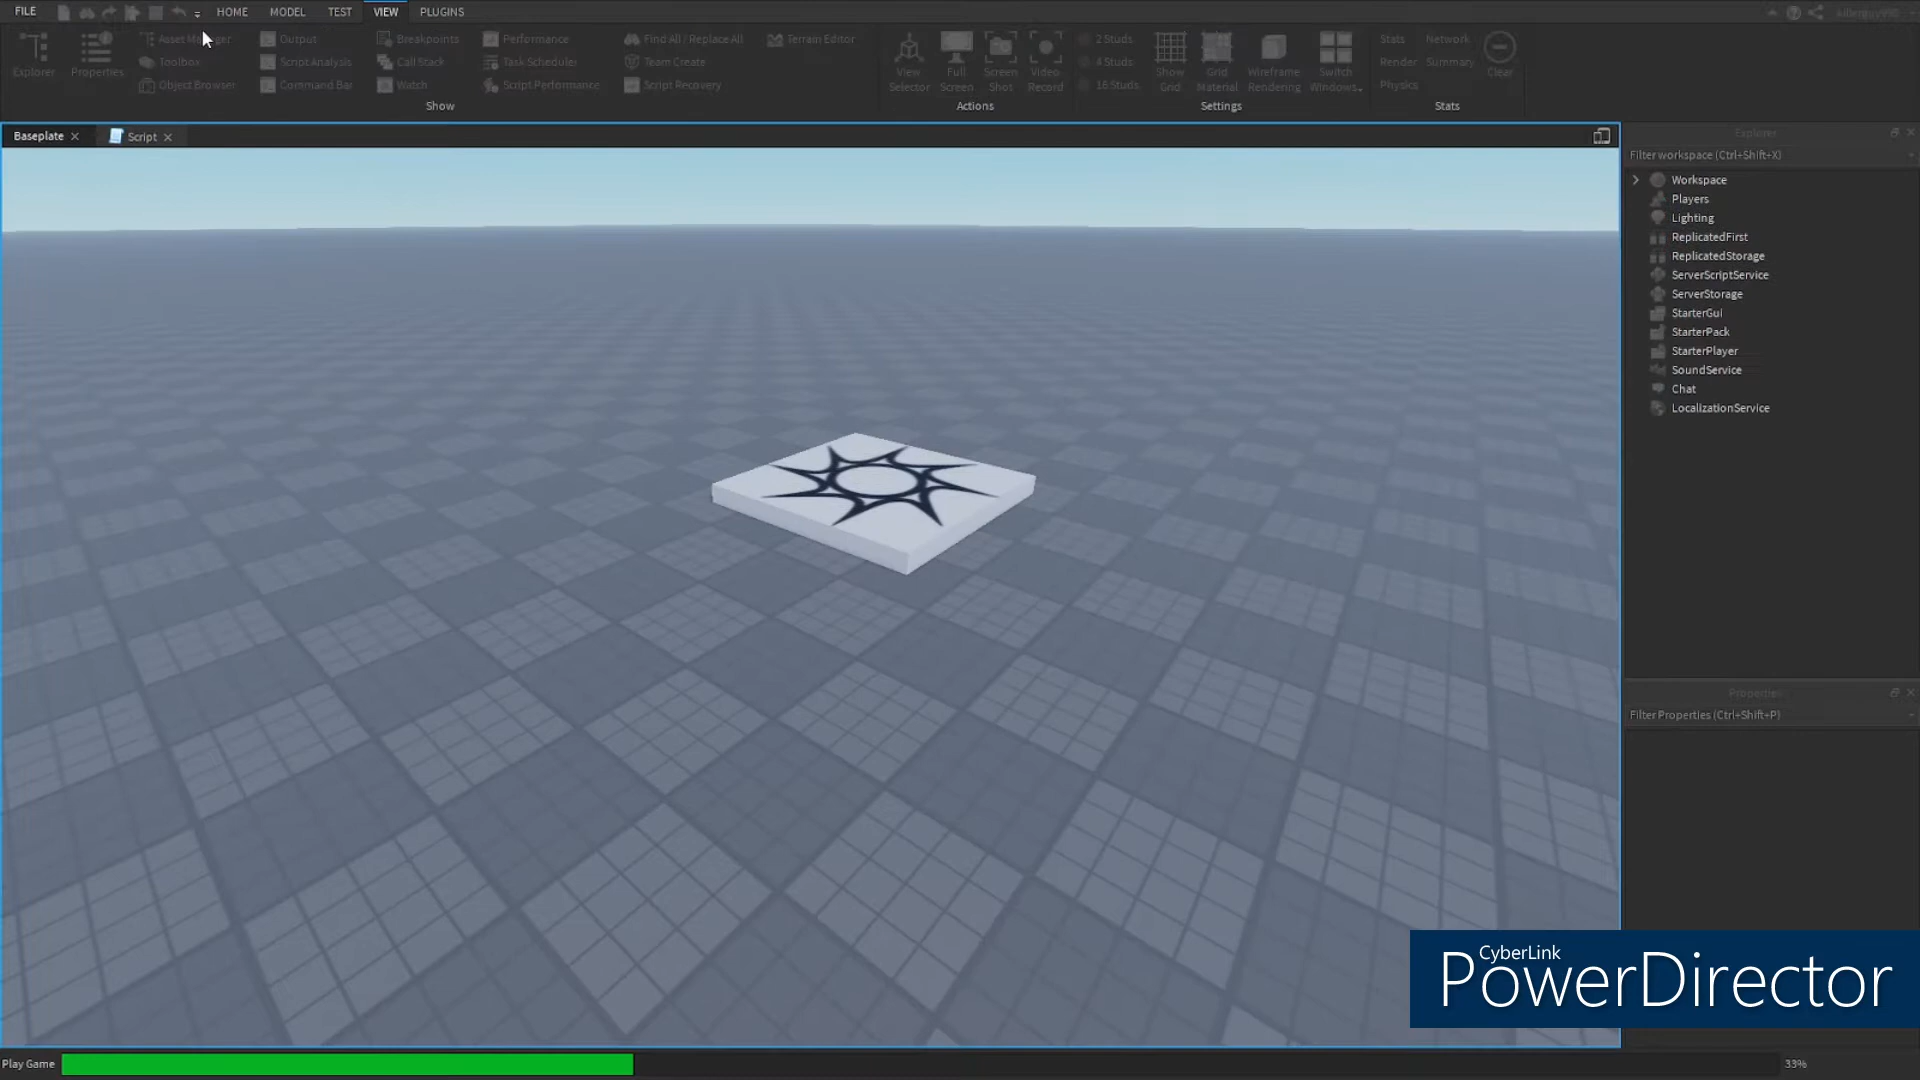 FILE HOME MODEL TEST VIEW PLUGINS
Explorer
Properties
Toolbox
Object Browser
Output
Script Analysis
Command Bar
Breakpoints
Call Stack
Watch
Performance
Task Scheduler
Script Performance
Find All / Replace All
Team Create
Script Recovery
Terrain Editor
Show
View Selector
Full Screen
Screen Shot
Video Record
Actions
2 Studs
4 Studs
16 Studs
Show Grid
Grid Material
Wireframe Rendering
Switch Windows
Settings
Stats Network
Render Summary
Physics
Clear
Stats
Baseplate
Script
Explorer
Filter workspace (Ctrl+Shift+X)
Workspace
Players
Lighting
ReplicatedFirst
ReplicatedStorage
ServerScriptService
ServerStorage
StarterGui
StarterPack
StarterPlayer
SoundService
Chat
LocalizationService
Properties
Filter Properties (Ctrl+Shift+P)
CyberLink
PowerDirector
Play Game
33%